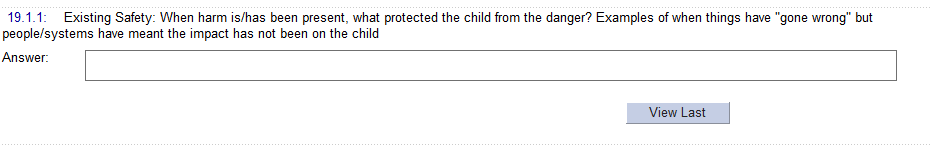 19.1.1: Existing Safety: When harm is/has been present, what protected the child from the danger? Examples of when things have "gone wrong" but
people/systems have meant the impact has not been on the child
Answer:
View Last